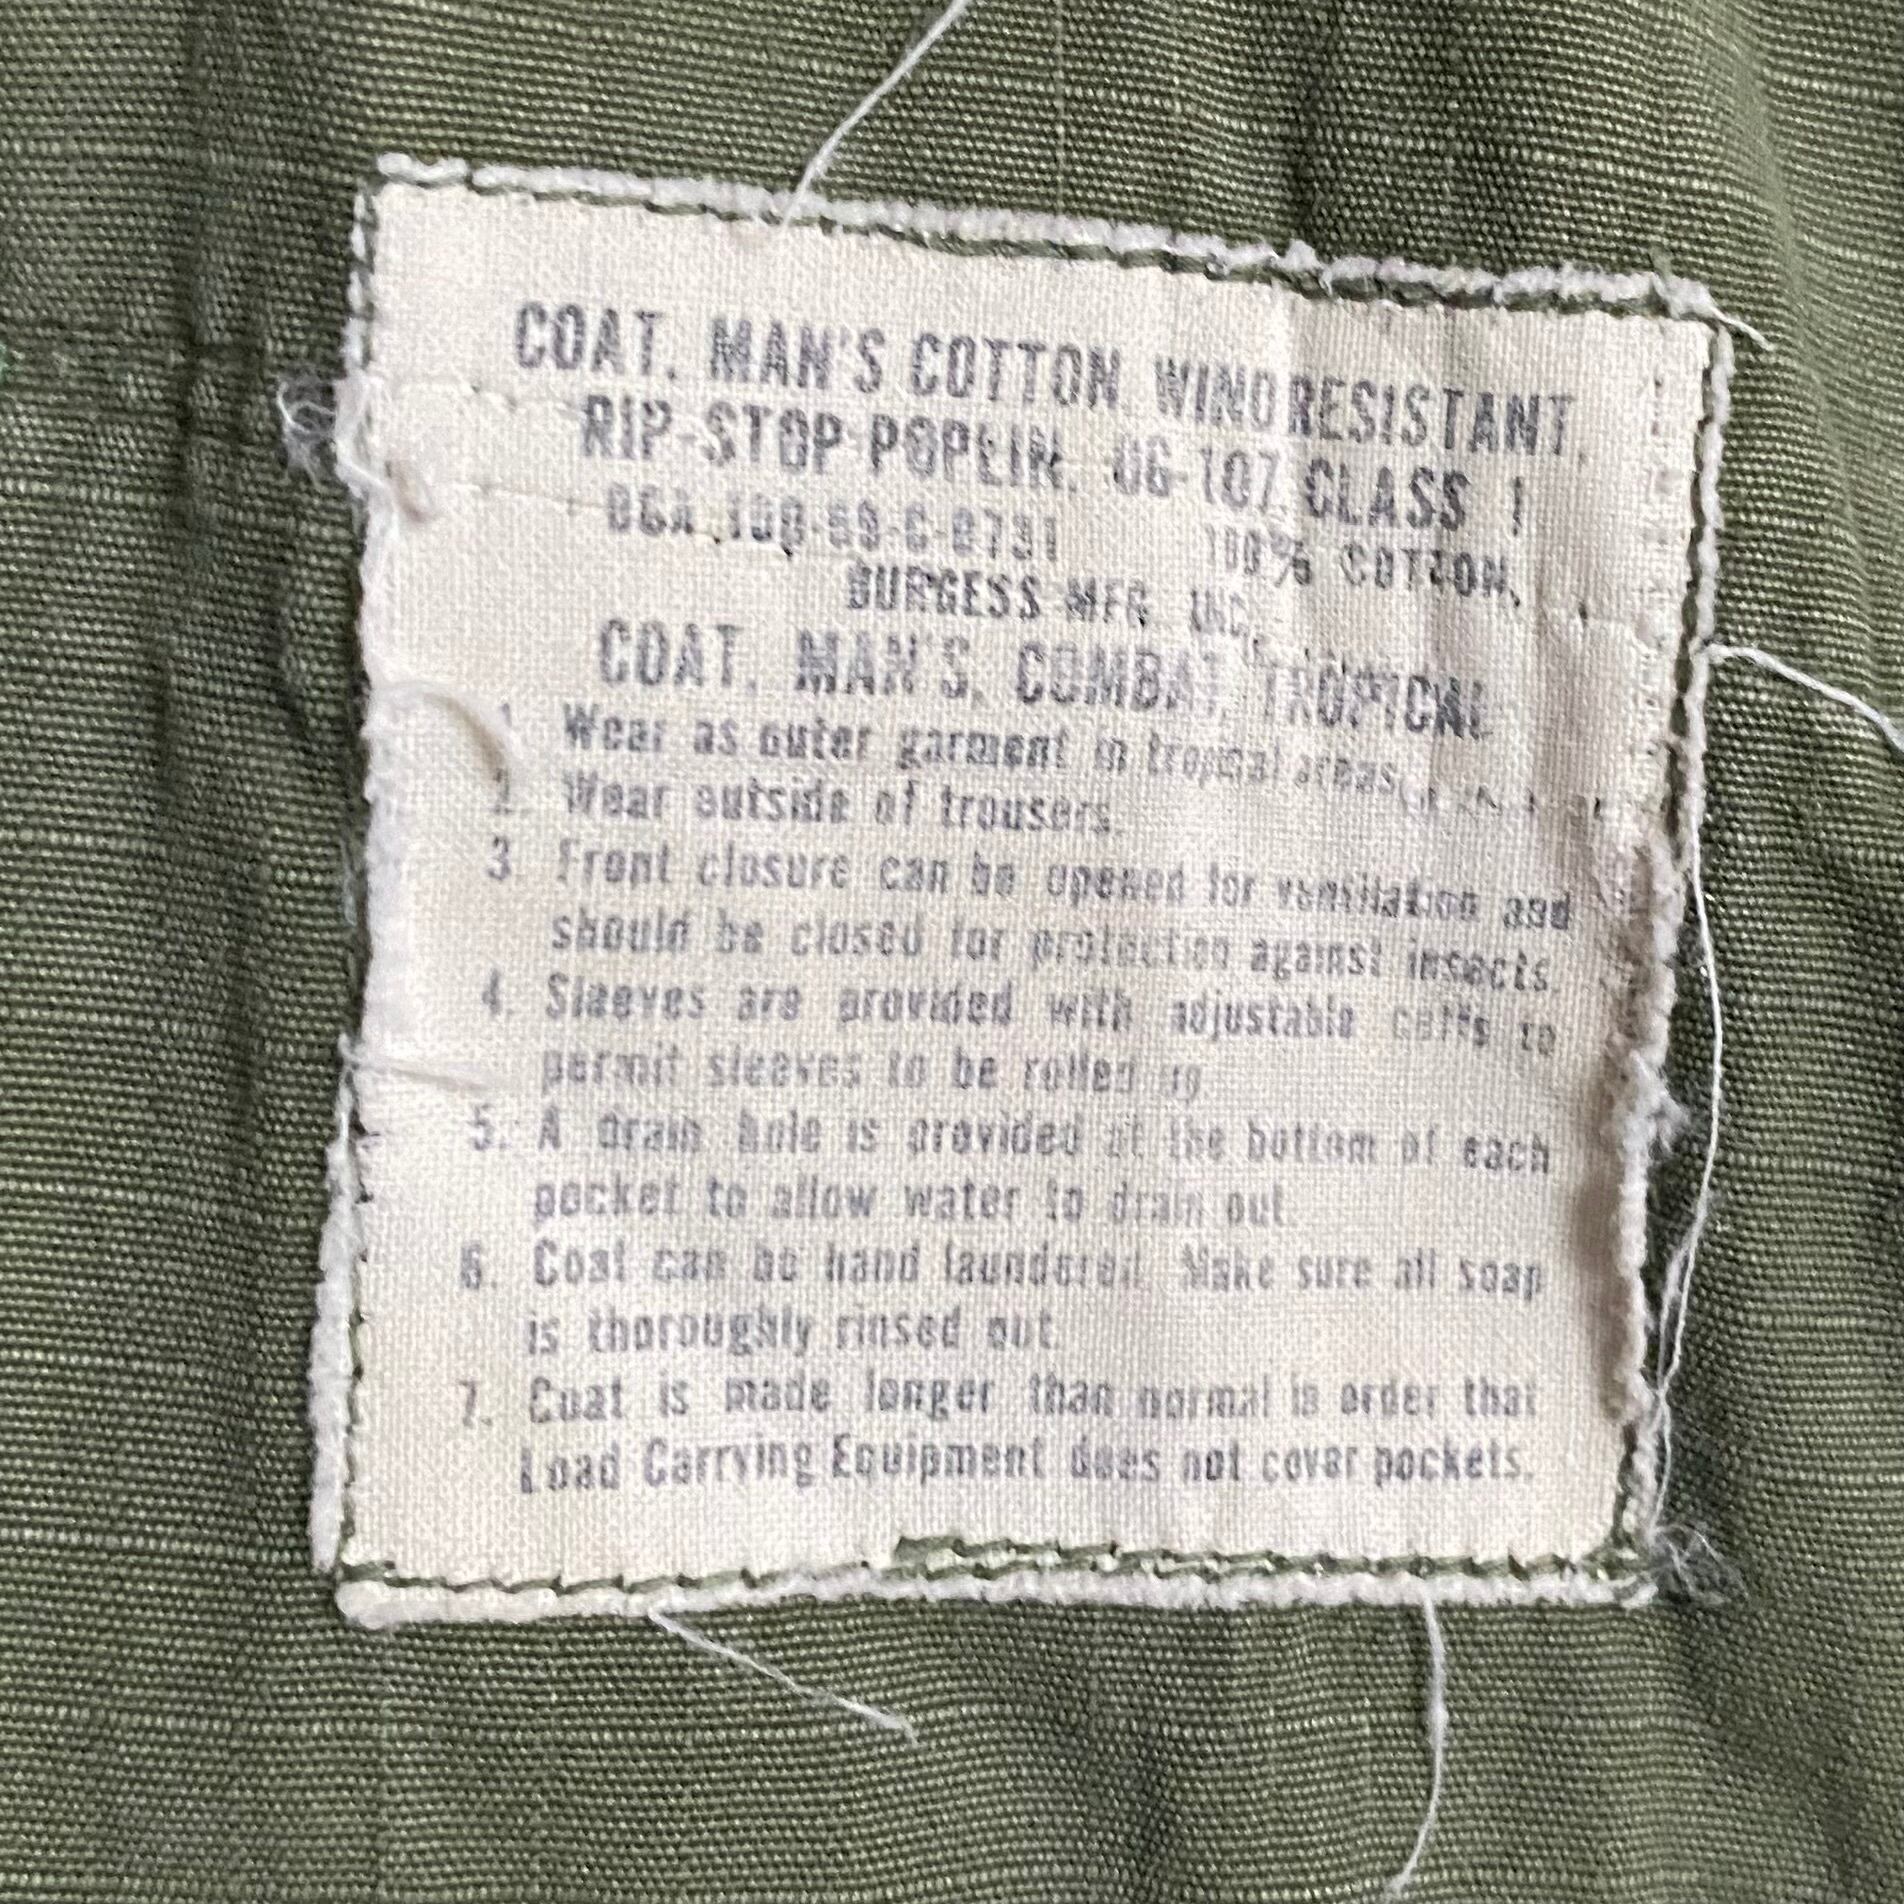 COAT, MAN'S COTTON WIND RESISTANT,
RIP-STOP POPLIN, OG-107, CLASS 1
DSA 100-69-C-0731 100% COTTON.
BURGESS MFG. INC.
COAT, MAN'S, COMBAT, TROPICAL
1. Wear as outer garment in tropical areas
2. Wear outside of trousers.
3. Front closure can be opened for ventilation and
should be closed for protection against insects.
4. Sleeves are provided with adjustable cuffs to
permit sleeves to be rolled up
5. A drain hole is provided at the bottom of each
pocket to allow water to drain out.
6. Coat can be hand laundered. Make sure all soap
is thoroughly rinsed out.
7. Coat is made longer than normal in order that
Load Carrying Equipment does not cover pockets.